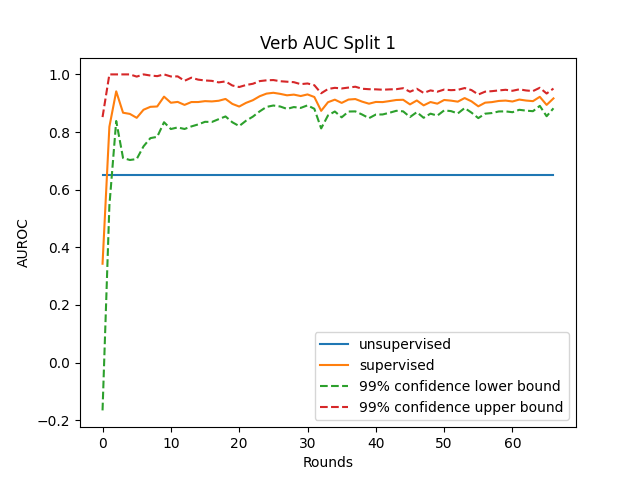 Verb AUC Split 1
AUROC
1.0
0.8
0.6
0.4
0.2
0.0
−0.2
0 10 20 30 40 50 60
Rounds
unsupervised
supervised
99% confidence lower bound
99% confidence upper bound